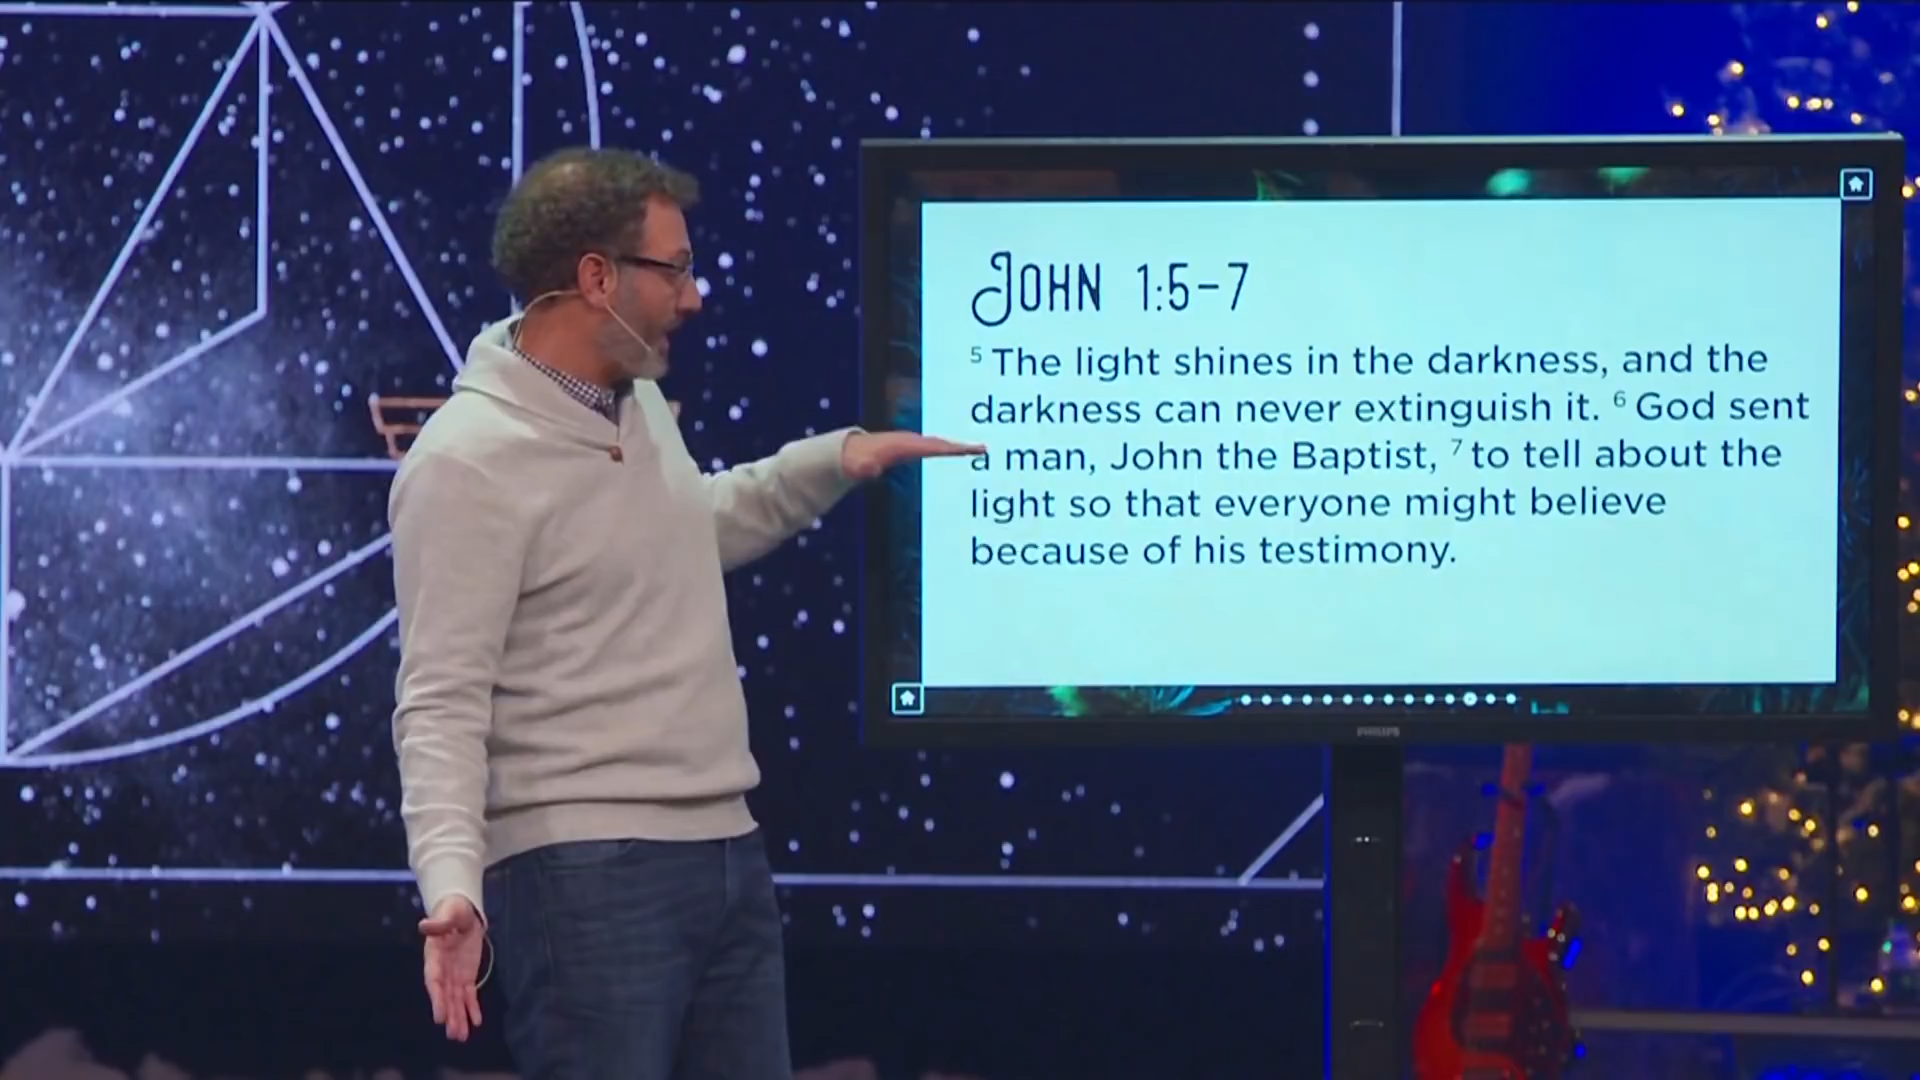 John 1:5-7
5 The light shines in the darkness, and the
darkness can never extinguish it. 6 God sent
a man, John the Baptist, 7 to tell about the
light so that everyone might believe
because of his testimony.
PHILIPS